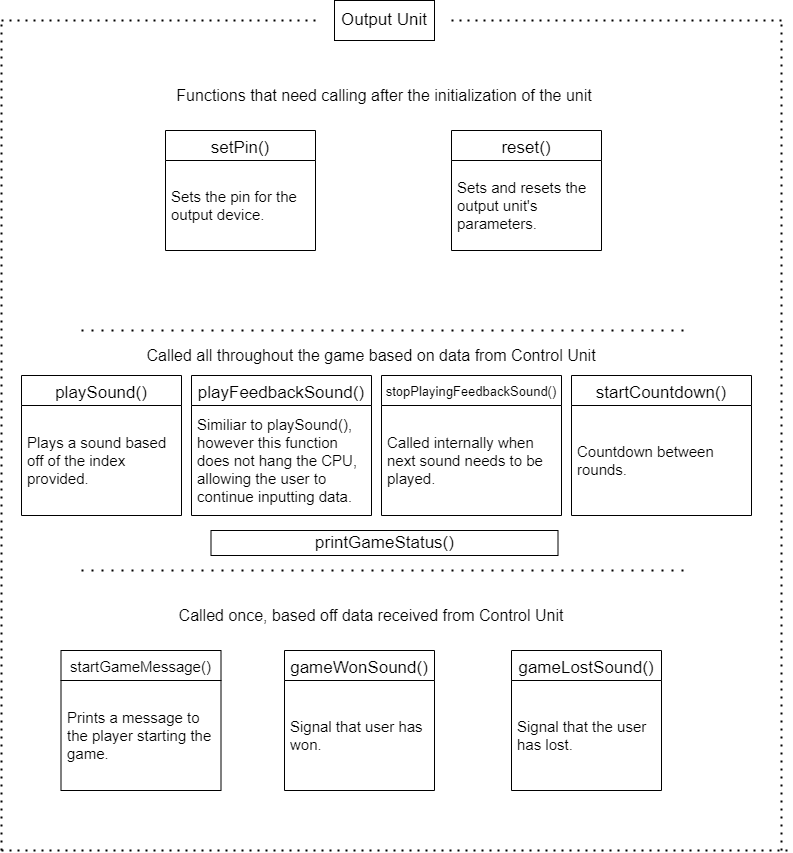 Output Unit
Functions that need calling after the initialization of the unit
setPin()
Sets the pin for the
output device.
reset()
Sets and resets the
output unit's
parameters.
Called all throughout the game based on data from Control Unit
playSound()
Plays a sound based
off of the index
provided.
playFeedbackSound()
Similiar to playSound(),
however this function
does not hang the CPU,
allowing the user to
continue inputting data.
stopPlayingFeedbackSound()
Called internally when
next sound needs to be
played.
startCountdown()
Countdown between
rounds.
printGameStatus()
Called once, based off data received from Control Unit
startGameMessage()
Prints a message to
the player starting the
game.
gameWonSound()
Signal that user has
won.
gameLostSound()
Signal that the user
has lost.